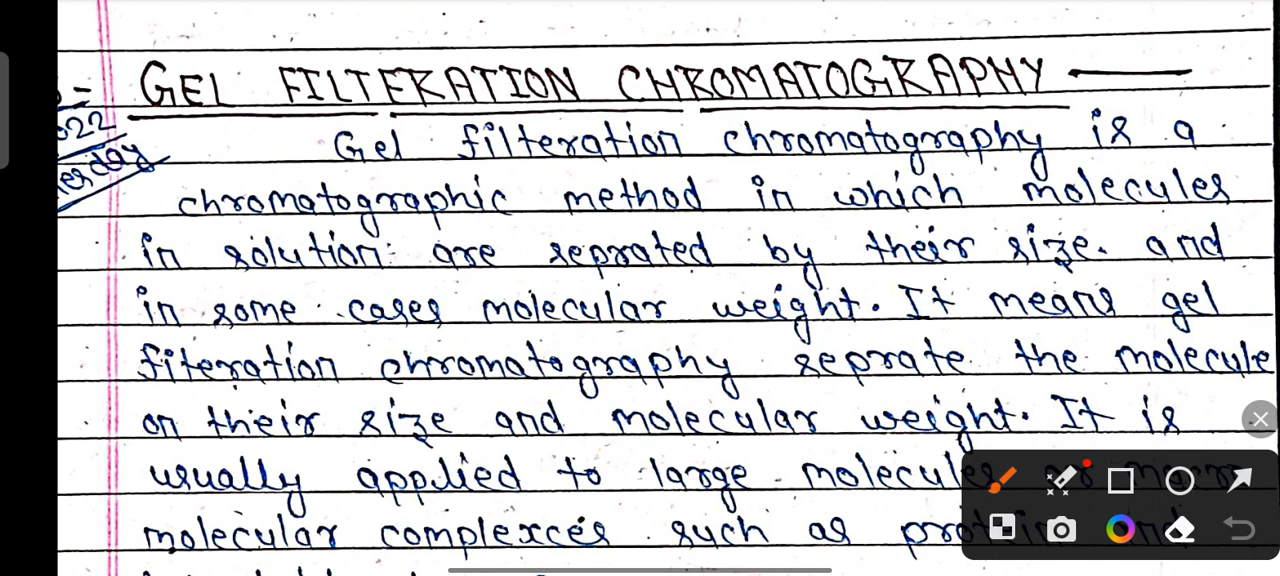 GEL FILTERATION CHROMATOGRAPHY
022
Gel filteration chromatography is a
erday
chromatographic method in which molecules
in solution are seprated by their size. and
in some cases molecular weight. It means gel
fiteration chromatography seprate the molecule
on their size and molecular weight. It is
usually applied to large molecules
molecular complexces such as